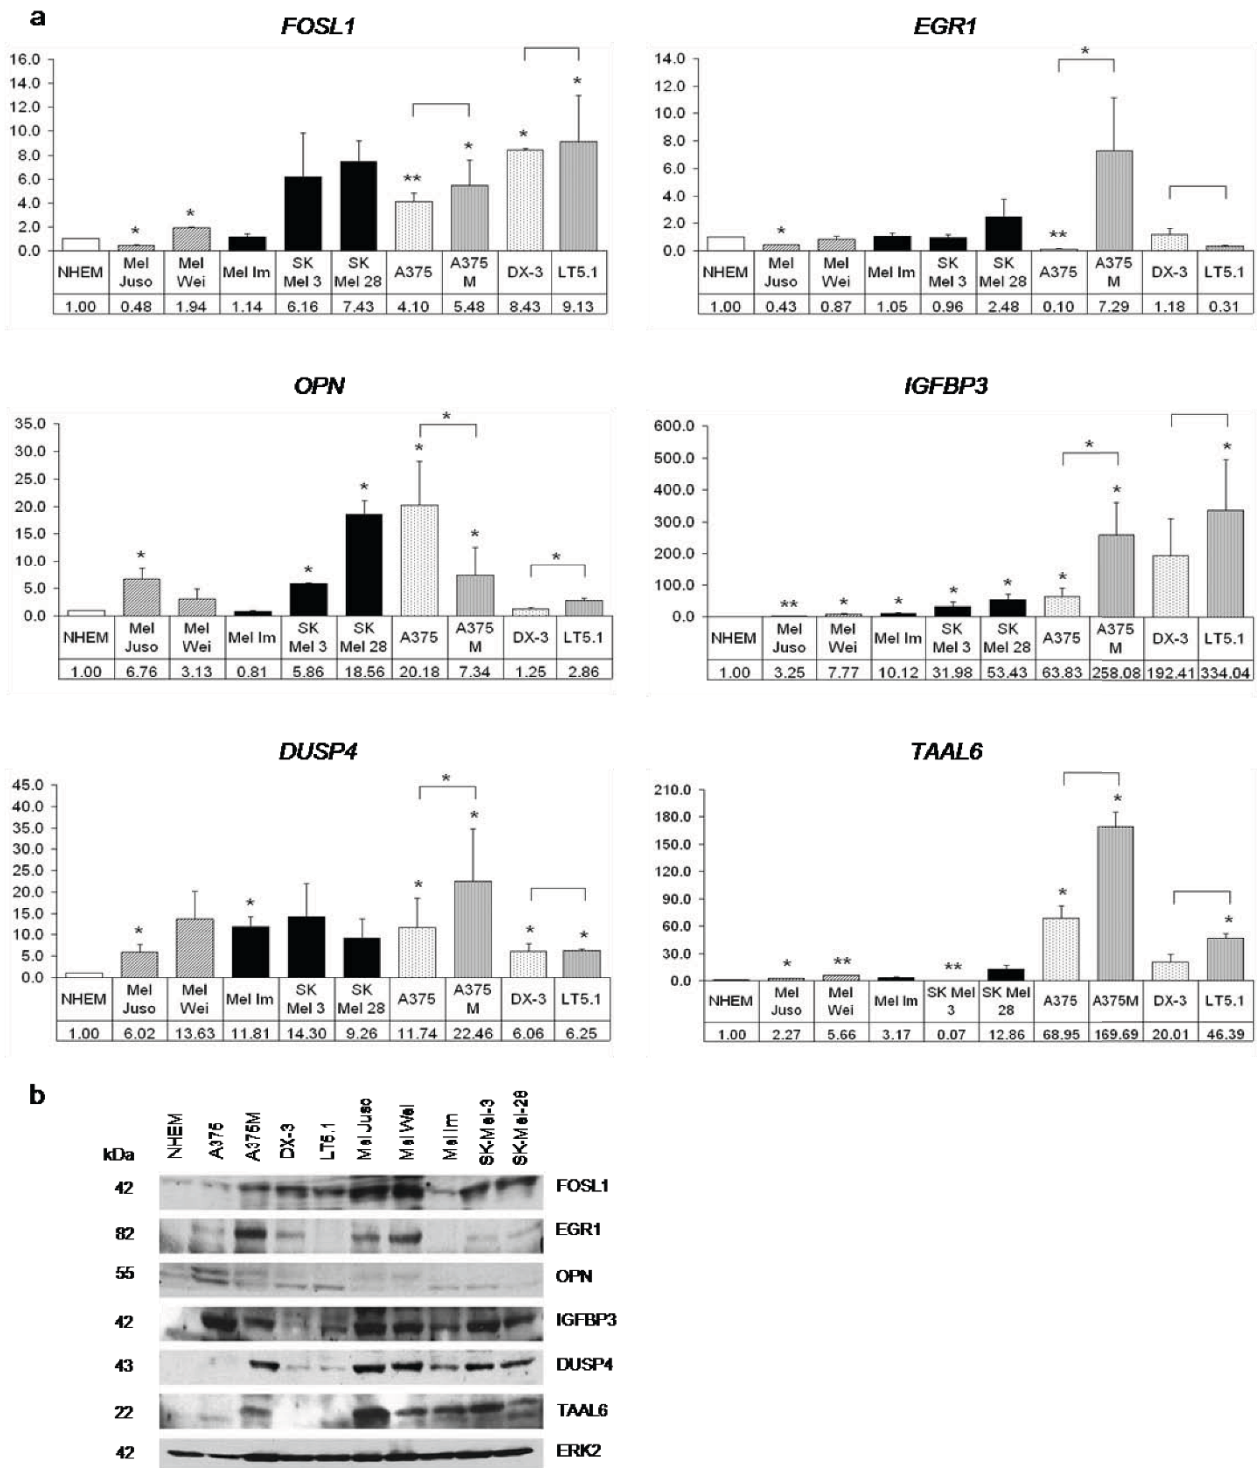 a
FOSL1
16.0
14.0
12.0
10.0
8.0
6.0
4.0
2.0
0.0
* * ** * * *
NHEM Mel Juso Mel Wei Mel Im SK Mel 3 SK Mel 28 A375 A375 M DX-3 LT5.1
1.00 0.48 1.94 1.14 6.16 7.43 4.10 5.48 8.43 9.13
EGR1
14.0
12.0
10.0
8.0
6.0
4.0
2.0
0.0
* ** *
NHEM Mel Juso Mel Wei Mel Im SK Mel 3 SK Mel 28 A375 A375 M DX-3 LT5.1
1.00 0.43 0.87 1.05 0.96 2.48 0.10 7.29 1.18 0.31
OPN
35.0
30.0
25.0
20.0
15.0
10.0
5.0
0.0
* * * * * * *
NHEM Mel Juso Mel Wei Mel Im SK Mel 3 SK Mel 28 A375 A375 M DX-3 LT5.1
1.00 6.76 3.13 0.81 5.86 18.56 20.18 7.34 1.25 2.86
IGFBP3
600.0
500.0
400.0
300.0
200.0
100.0
0.0
** * * * * * * * *
NHEM Mel Juso Mel Wei Mel Im SK Mel 3 SK Mel 28 A375 A375 M DX-3 LT5.1
1.00 3.25 7.77 10.12 31.98 53.43 63.83 258.08 192.41 334.04
DUSP4
45.0
40.0
35.0
30.0
25.0
20.0
15.0
10.0
5.0
0.0
* * * * * * *
NHEM Mel Juso Mel Wei Mel Im SK Mel 3 SK Mel 28 A375 A375 M DX-3 LT5.1
1.00 6.02 13.63 11.81 14.30 9.26 11.74 22.46 6.06 6.25
TAAL6
210.0
180.0
150.0
120.0
90.0
60.0
30.0
0.0
* ** ** * * *
NHEM Mel Juso Mel Wei Mel Im SK Mel 3 SK Mel 28 A375 A375M DX-3 LT5.1
1.00 2.27 5.66 3.17 0.07 12.86 68.95 169.69 20.01 46.39
b
kDa NHEM A375 A375M DX-3 LT5.1 Mel Juso Mel Wei Mel Im SK-Mel-3 SK-Mel-28
42 FOSL1
82 EGR1
55 OPN
42 IGFBP3
43 DUSP4
22 TAAL6
42 ERK2